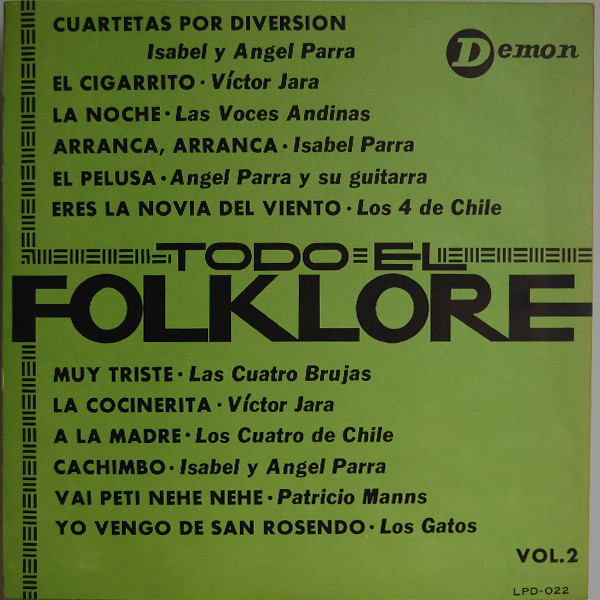 CUARTETAS POR DIVERSION
Isabel y Angel Parra
Demon
EL CIGARRITO · Víctor Jara
LA NOCHE · Las Voces Andinas
ARRANCA, ARRANCA · Isabel Parra
EL PELUSA · Angel Parra y su guitarra
ERES LA NOVIA DEL VIENTO · Los 4 de Chile
TODO EL
FOLKLORE
MUY TRISTE · Las Cuatro Brujas
LA COCINERITA · Víctor Jara
A LA MADRE · Los Cuatro de Chile
CACHIMBO · Isabel y Angel Parra
VAI PETI NEHE NEHE · Patricio Manns
YO VENGO DE SAN ROSENDO · Los Gatos
VOL.2
LPD-022